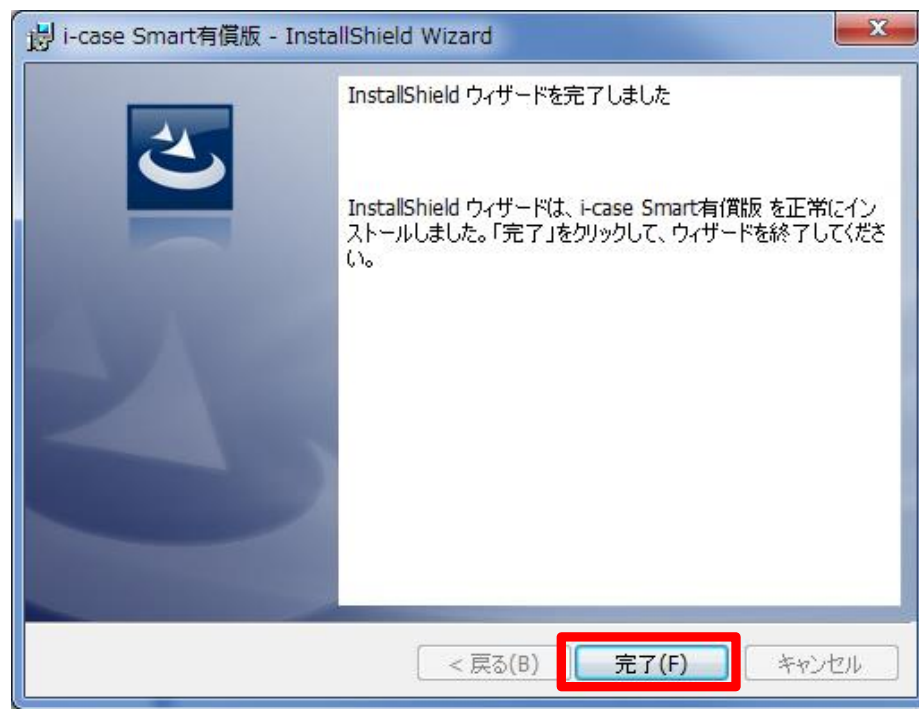 i-case Smart有償版 - InstallShield Wizard
InstallShield ウィザードを完了しました
InstallShield ウィザードは、i-case Smart有償版 を正常にイン
ストールしました。「完了」をクリックして、ウィザードを終了してくださ
い。
< 戻る(B)
完了(F)
キャンセル